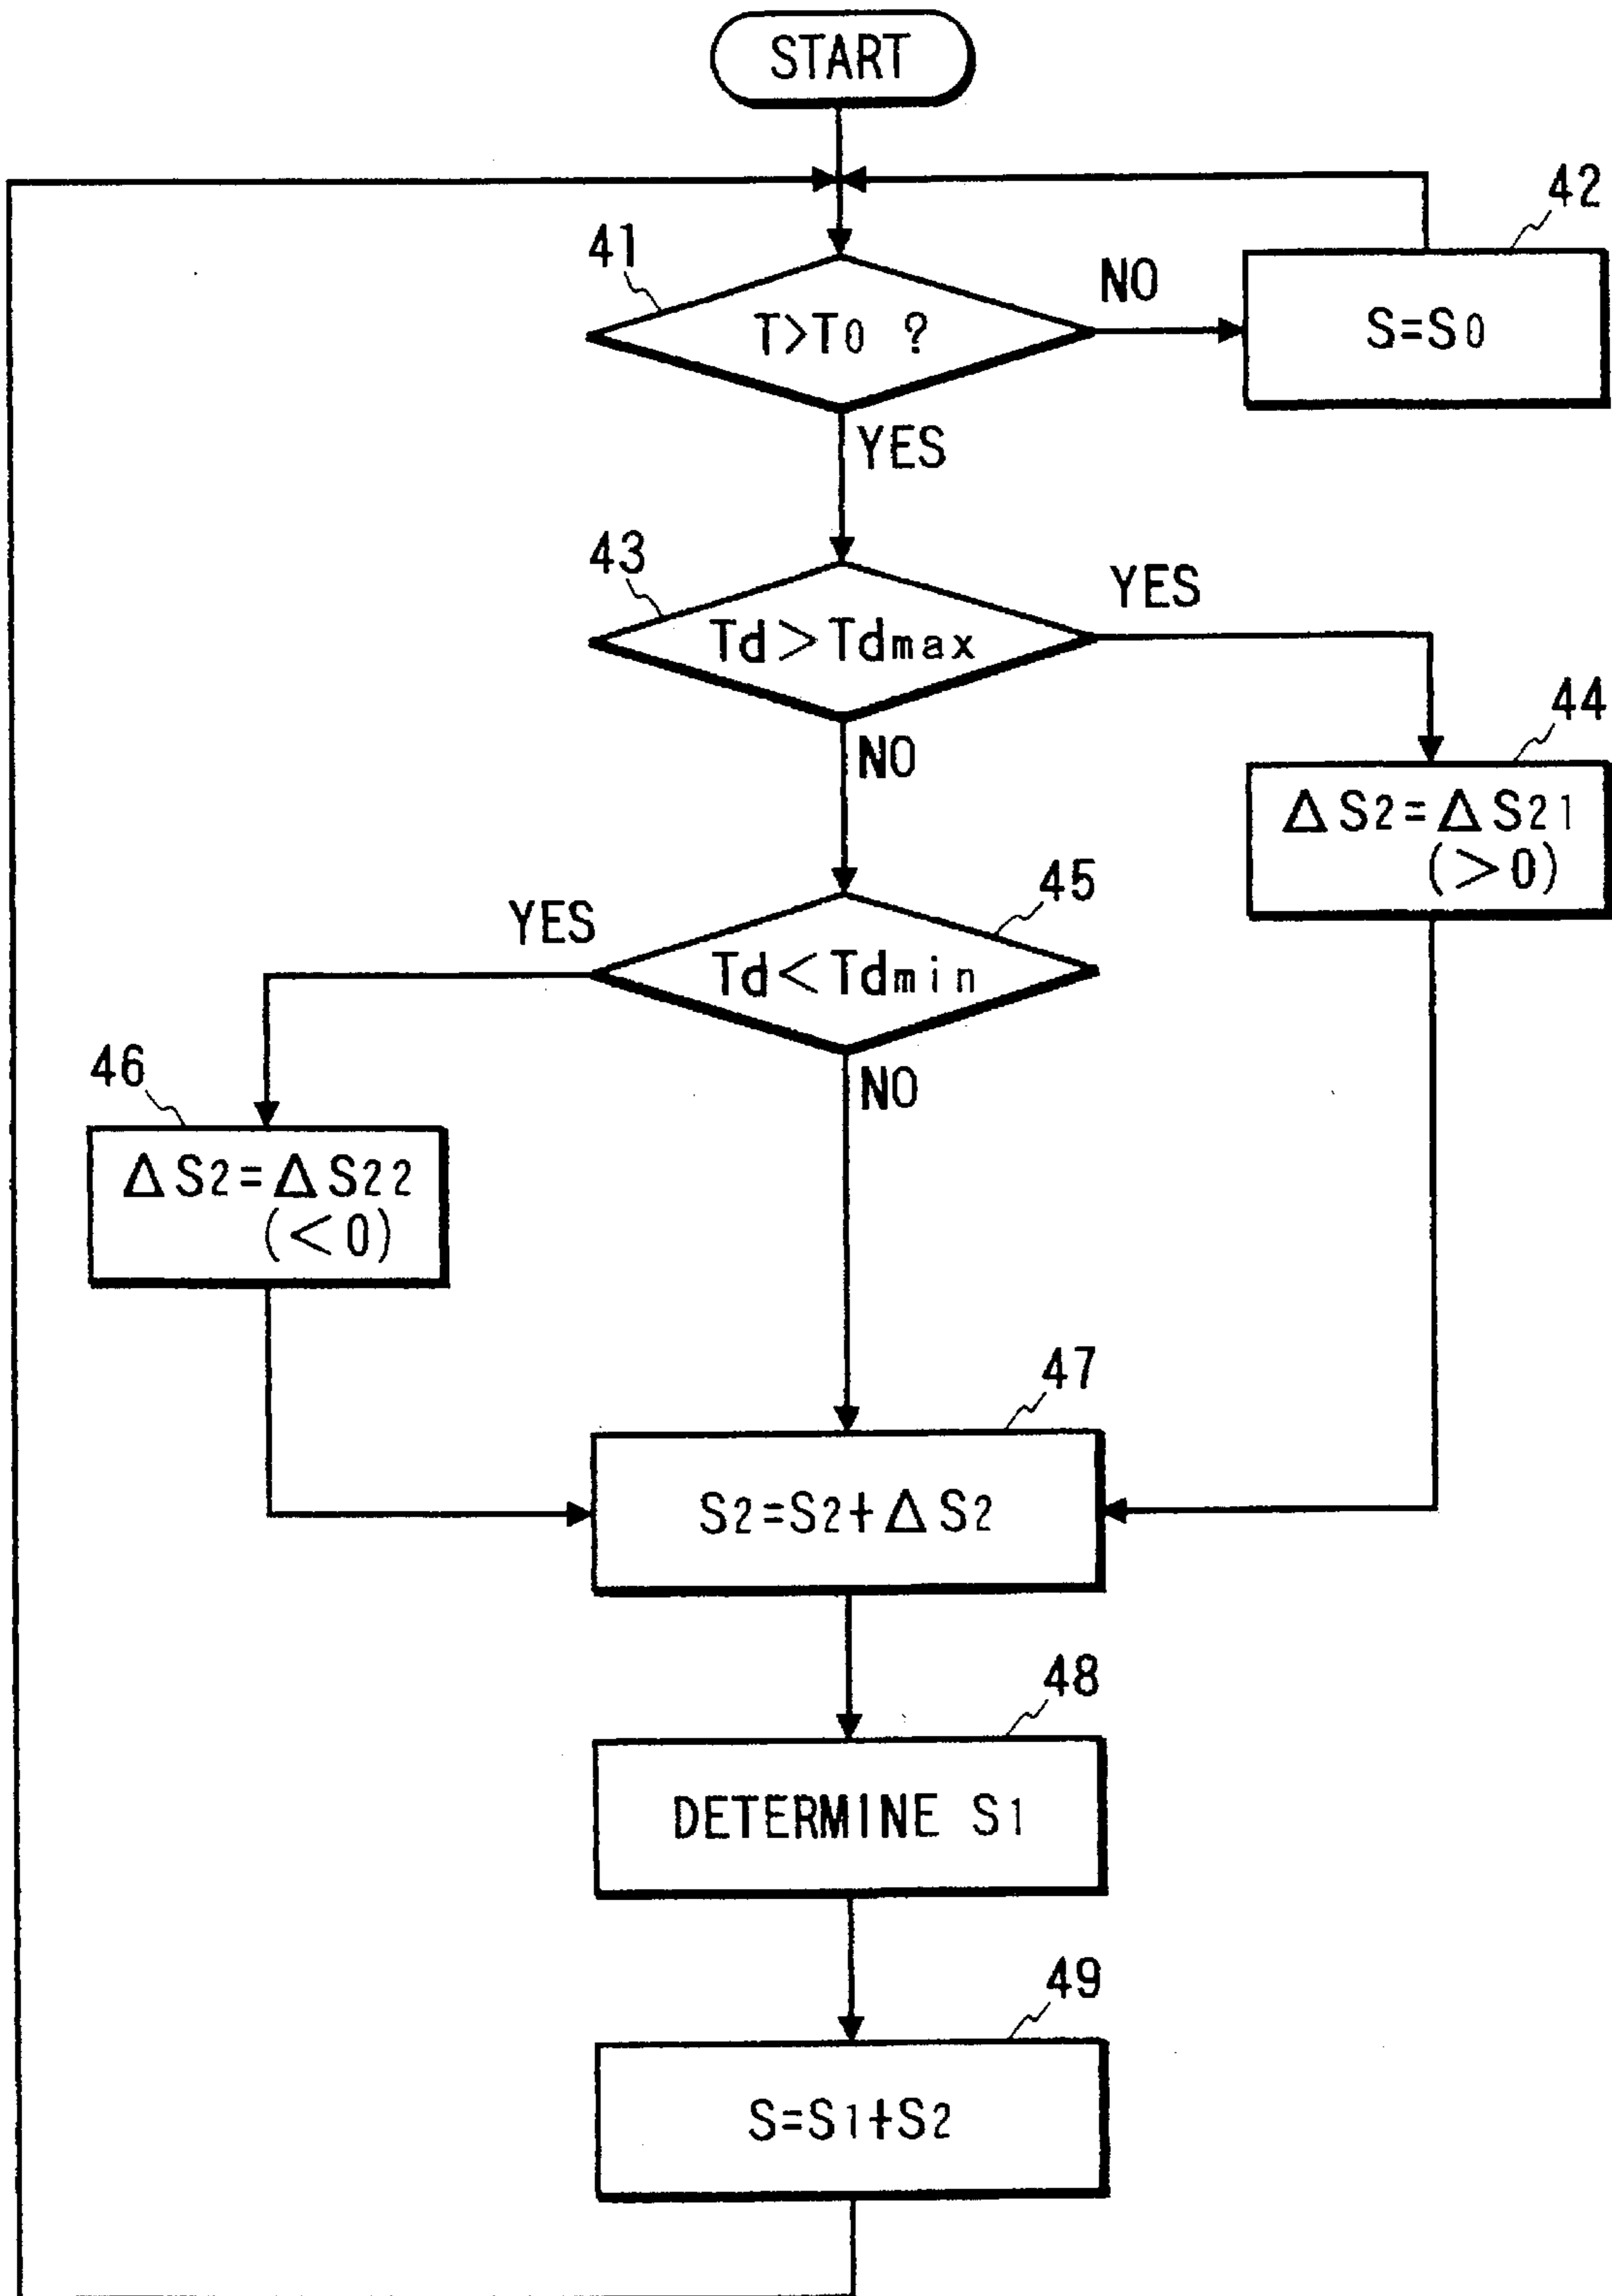 START
42
41
NO
T>T0 ?
S=S0
YES
43
YES
Td>Tdmax
44
NO
ΔS2=ΔS21
(>0)
45
YES
Td<Tdmin
46
NO
ΔS2=ΔS22
(<0)
47
S2=S2+ΔS2
48
DETERMINE S1
49
S=S1+S2